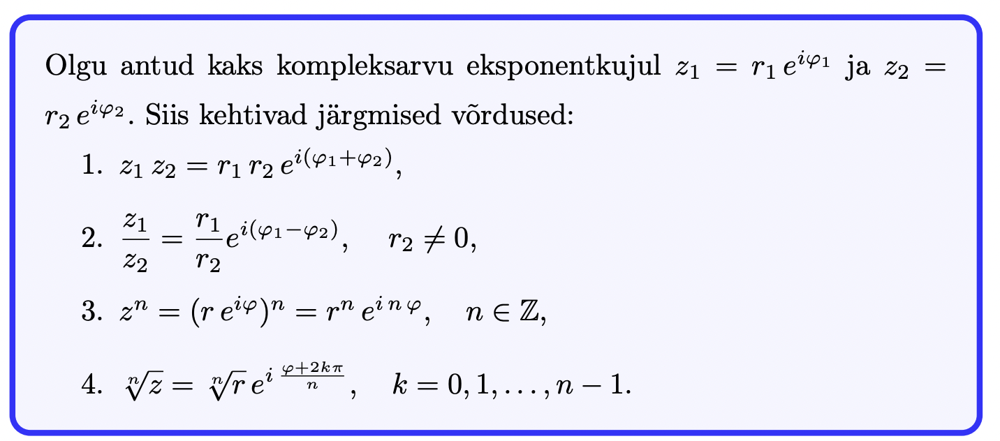 Olgu antud kaks kompleksarvu eksponentkujul $z_1 = r_1 e^{i\varphi_1}$ ja $z_2 =$
$r_2 e^{i\varphi_2}$. Siis kehtivad järgmised võrdused:
1. $z_1 z_2 = r_1 r_2 e^{i(\varphi_1+\varphi_2)}$,
2. $\dfrac{z_1}{z_2} = \dfrac{r_1}{r_2} e^{i(\varphi_1-\varphi_2)}$, $\quad r_2 \neq 0$,
3. $z^n = (r e^{i\varphi})^n = r^n e^{i n \varphi}$, $\quad n \in \mathbb{Z}$,
4. $\sqrt[n]{z} = \sqrt[n]{r} e^{i \frac{\varphi+2k\pi}{n}}$, $\quad k = 0, 1, \ldots, n - 1$.